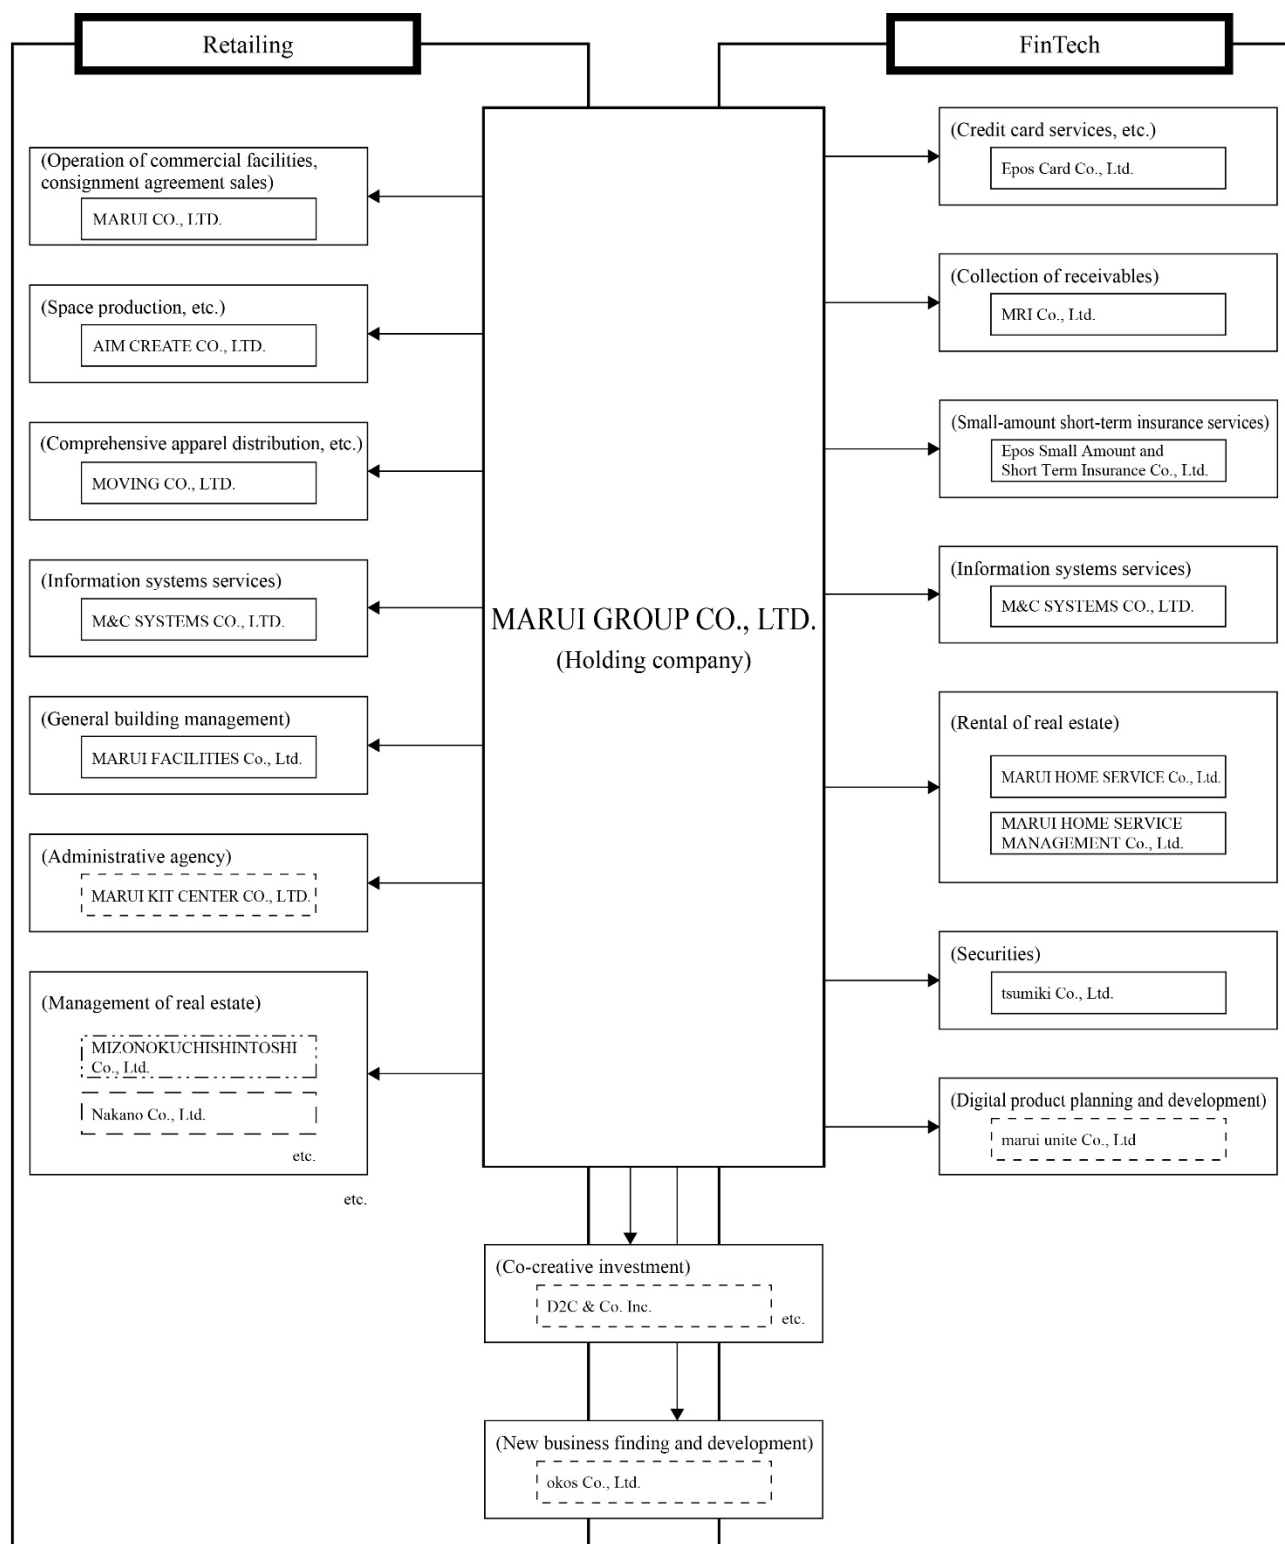 Retailing
FinTech
(Operation of commercial facilities,
consignment agreement sales)
MARUI CO., LTD.
(Space production, etc.)
AIM CREATE CO., LTD.
(Comprehensive apparel distribution, etc.)
MOVING CO., LTD.
(Information systems services)
M&C SYSTEMS CO., LTD.
(General building management)
MARUI FACILITIES Co., Ltd.
(Administrative agency)
MARUI KIT CENTER CO., LTD.
(Management of real estate)
MIZONOKUCHISHINTOSHI
Co., Ltd.
Nakano Co., Ltd.
etc.
etc.
MARUI GROUP CO., LTD.
(Holding company)
(Co-creative investment)
D2C & Co. Inc.
etc.
(New business finding and development)
okos Co., Ltd.
(Credit card services, etc.)
Epos Card Co., Ltd.
(Collection of receivables)
MRI Co., Ltd.
(Small-amount short-term insurance services)
Epos Small Amount and
Short Term Insurance Co., Ltd.
(Information systems services)
M&C SYSTEMS CO., LTD.
(Rental of real estate)
MARUI HOME SERVICE Co., Ltd.
MARUI HOME SERVICE
MANAGEMENT Co., Ltd.
(Securities)
tsumiki Co., Ltd.
(Digital product planning and development)
marui unite Co., Ltd